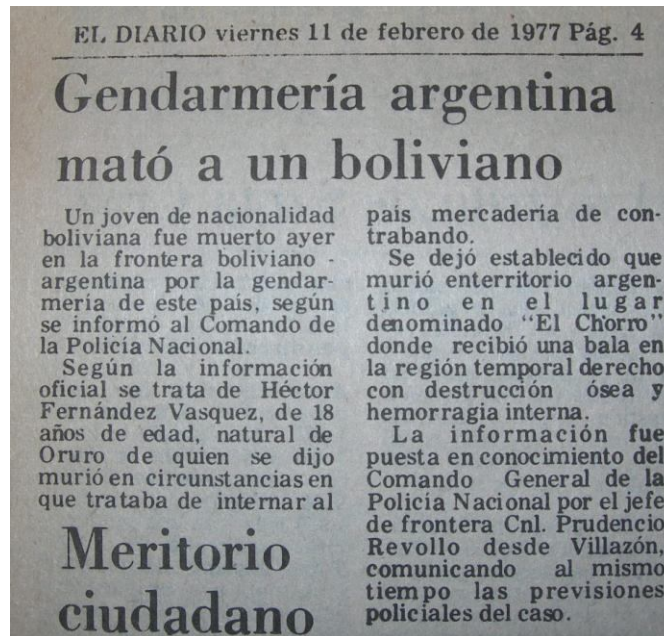 EL DIARIO viernes 11 de febrero de 1977 Pág. 4
Gendarmería argentina
mató a un boliviano
Un joven de nacionalidad
boliviana fue muerto ayer
en la frontera boliviano -
argentina por la gendar-
mería de este país, según
se informó al Comando de
la Policía Nacional.
Según la información
oficial se trata de Héctor
Fernández Vasquez, de 18
años de edad, natural de
Oruro de quien se dijo
murió en circunstancias en
que trataba de internar al
país mercadería de con-
trabando.
Se dejó establecido que
murió enterritorio argen-
tino en el lugar
denominado "El Chorro"
donde recibió una bala en
la región temporal derecho
con destrucción ósea y
hemorragia interna.
La información fue
puesta en conocimiento del
Comando General de la
Policía Nacional por el jefe
de frontera Cnl. Prudencio
Revollo desde Villazón,
comunicando al mismo
tiempo las previsiones
policiales del caso.
Meritorio
ciudadano